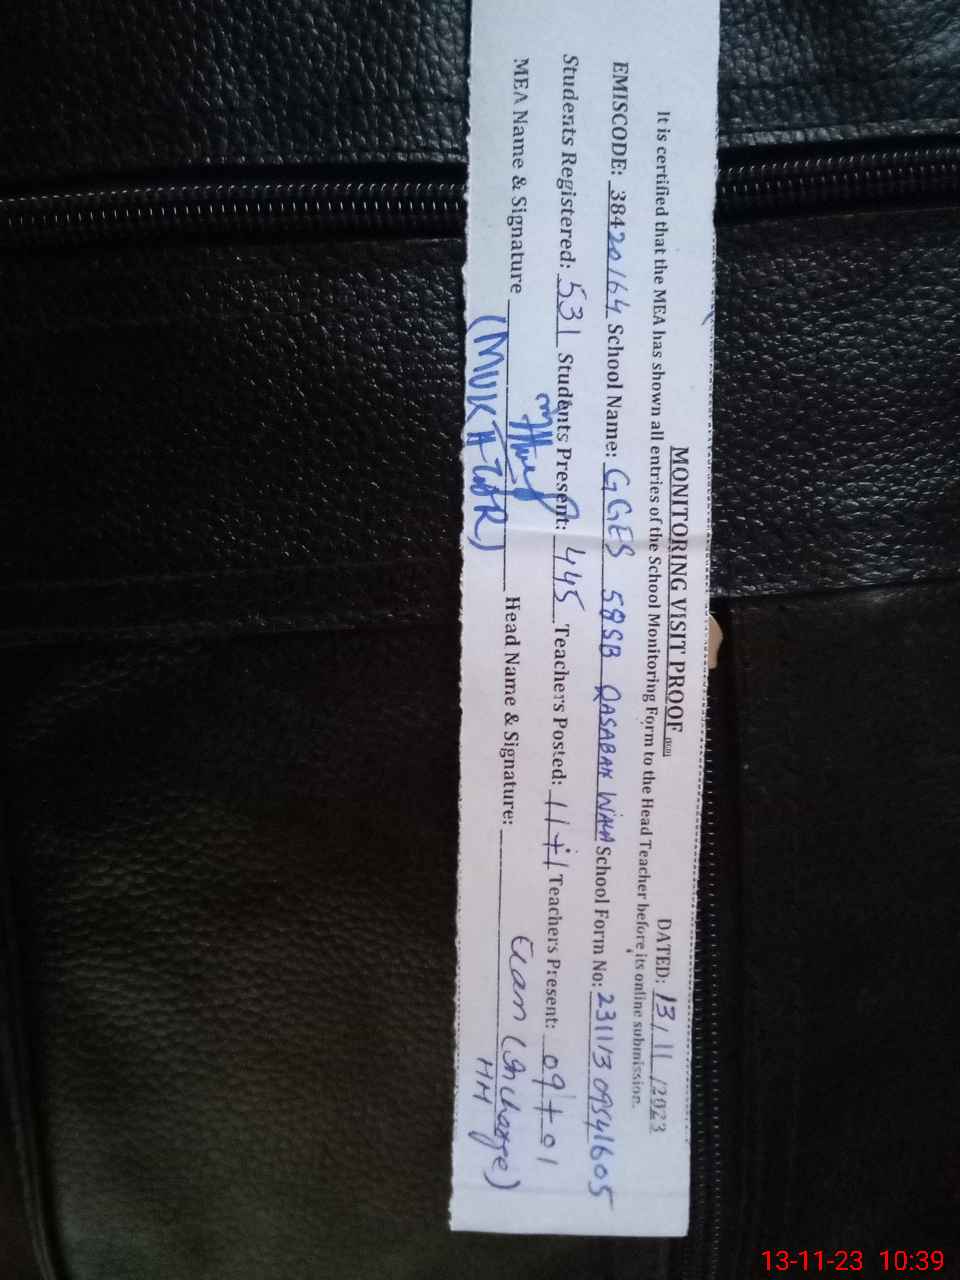 MONITORING VISIT PROOF
DATED: 13/11/2023
It is certified that the MEA has shown all entries of the School Monitoring Form to the Head Teacher before its online submission.
EMISCODE: 38420164 School Name: GGES 58SB QASABAH WALA School Form No: 231113 09541605
Students Registered: 531 Students Present: 445 Teachers Posted: 11+1 Teachers Present: 09+01
MEA Name & Signature Head Name & Signature: (Incharge)
HM
13-11-23 10:39